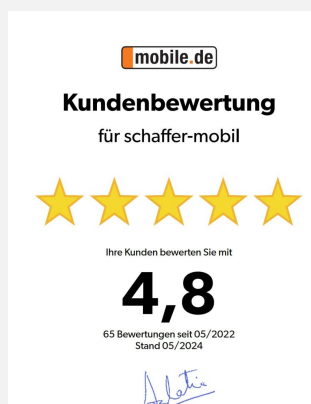 mobile.de
Kundenbewertung
für schaffer-mobil
Ihre Kunden bewerten Sie mit
4,8
65 Bewertungen seit 05/2022
Stand 05/2024